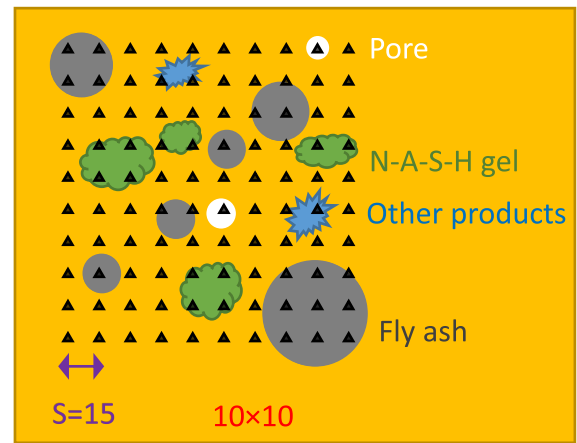 Pore
N-A-S-H gel
Other products
Fly ash
S=15
10×10